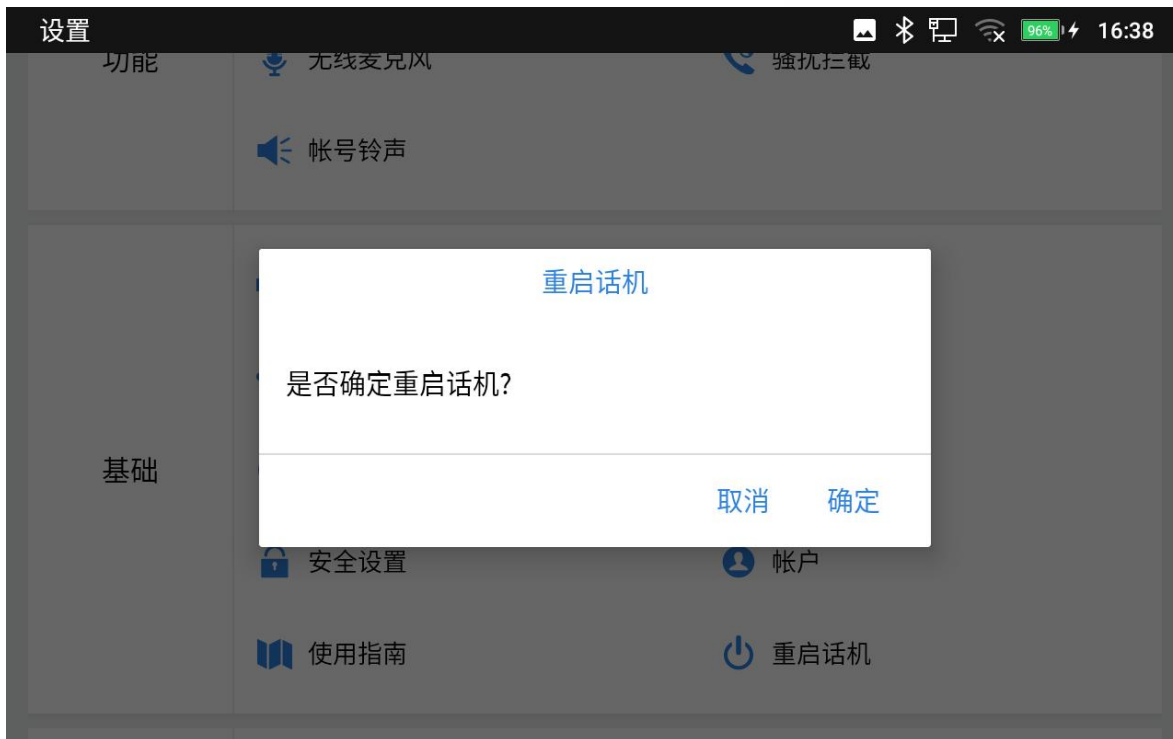 设置
96%
16:38
功能
无线麦克风
骚扰拦截
帐号铃声
重启话机
是否确定重启话机?
基础
取消
确定
安全设置
帐户
使用指南
重启话机